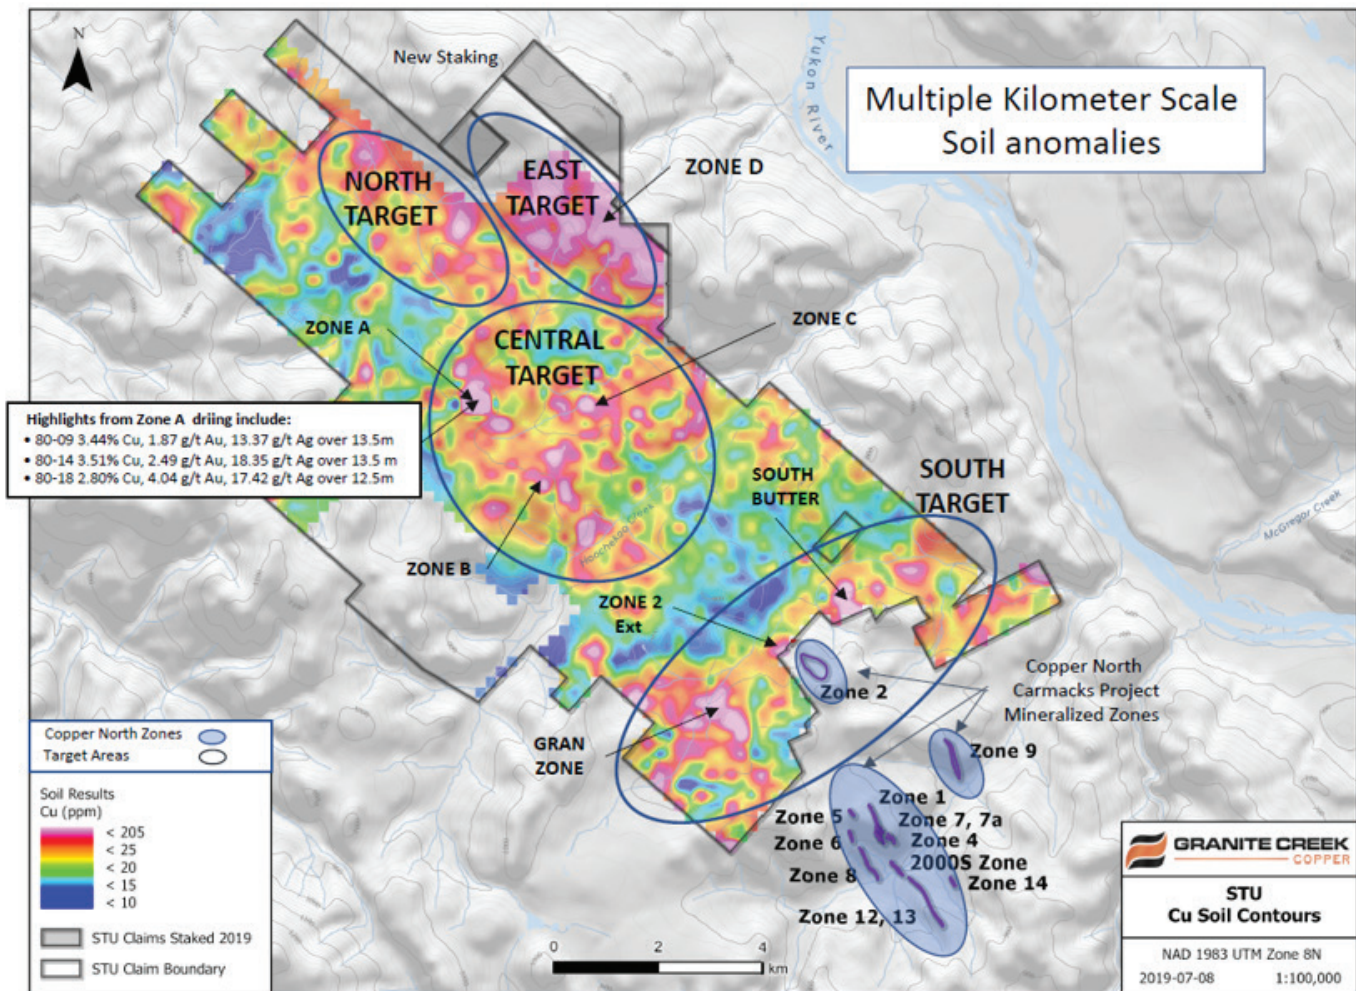 N
New Staking
Yukon River
Multiple Kilometer Scale
Soil anomalies
NORTH
TARGET
EAST
TARGET
ZONE D
ZONE A
CENTRAL
TARGET
ZONE C
Highlights from Zone A driing include:
• 80-09 3.44% Cu, 1.87 g/t Au, 13.37 g/t Ag over 13.5m
• 80-14 3.51% Cu, 2.49 g/t Au, 18.35 g/t Ag over 13.5 m
• 80-18 2.80% Cu, 4.04 g/t Au, 17.42 g/t Ag over 12.5m
SOUTH
BUTTER
SOUTH
TARGET
McGregor Creek
Hoochekoo Creek
ZONE B
ZONE 2
Ext
Zone 2
Copper North
Carmacks Project
Mineralized Zones
GRAN
ZONE
Zone 9
Zone 1
Zone 5
Zone 7, 7a
Zone 6
Zone 4
2000S Zone
Zone 8
Zone 14
Zone 12, 13
Copper North Zones
Target Areas
Soil Results
Cu (ppm)
< 205
< 25
< 20
< 15
< 10
STU Claims Staked 2019
STU Claim Boundary
0 2 4
km
GRANITE CREEK
COPPER
STU
Cu Soil Contours
NAD 1983 UTM Zone 8N
2019-07-08 1:100,000